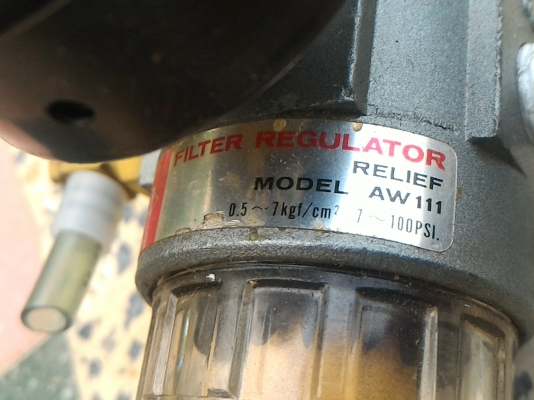 FILTER REGULATOR
RELIEF
MODEL AW111
0.5～7kgf/cm² 7～100PSI.